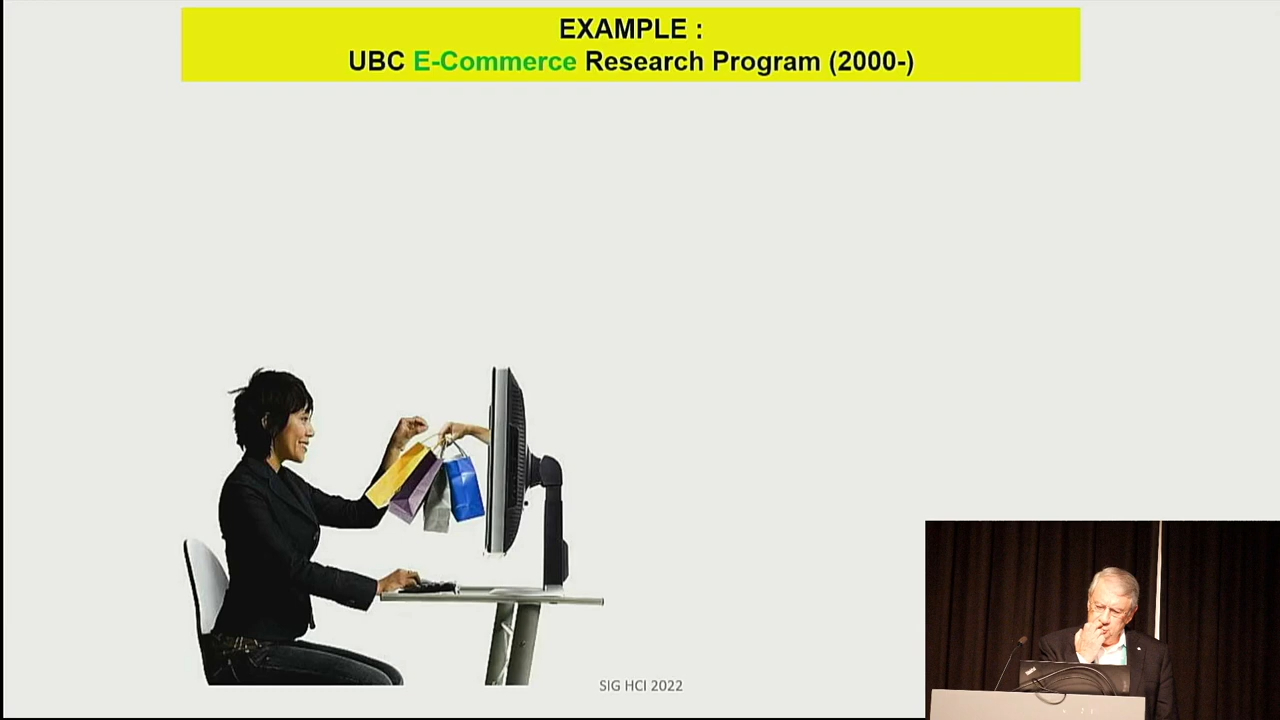 EXAMPLE :
UBC E-Commerce Research Program (2000-)
SIG HCI 2022